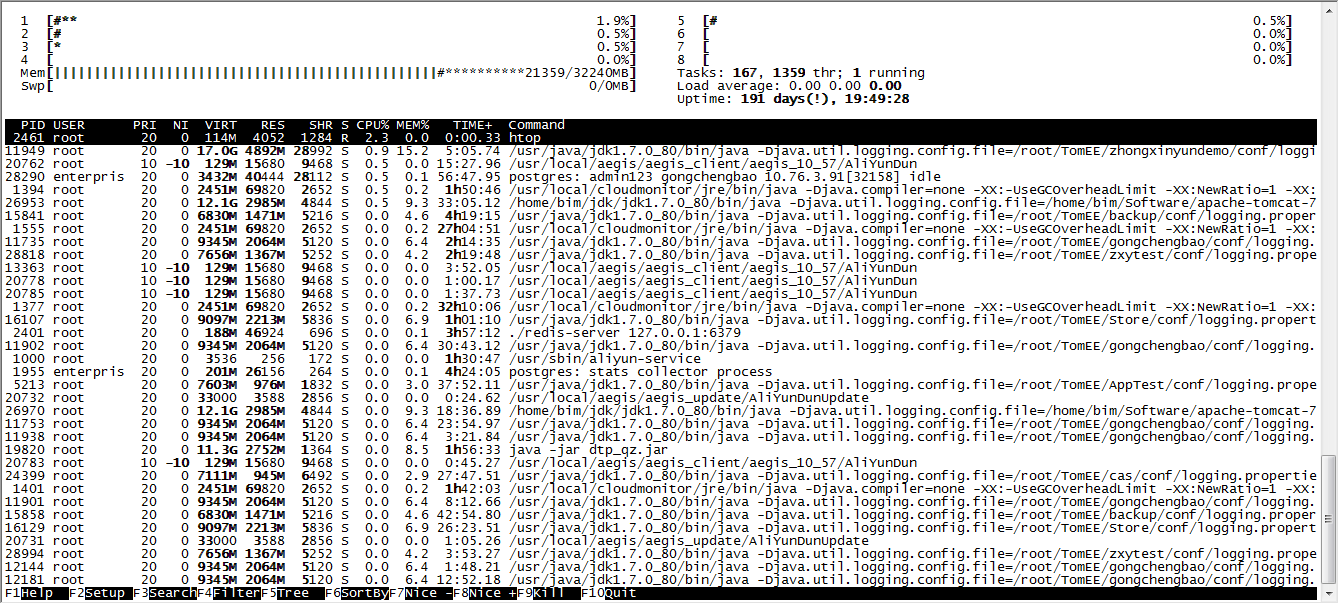 1 [#** 1.9%] 5 [# 0.5%]
2 [# 0.5%] 6 [ 0.0%]
3 [* 0.5%] 7 [ 0.0%]
4 [ 0.0%] 8 [ 0.0%]
Mem[||||||||||||||||||||||||||||||||||||||||||||||||#**********21359/32240MB] Tasks: 167, 1359 thr; 1 running
Swp[ 0/0MB] Load average: 0.00 0.00 0.00
Uptime: 191 days(!), 19:49:28
PID USER PRI NI VIRT RES SHR S CPU% MEM% TIME+ Command
2461 root 20 0 114M 4052 1284 R 2.3 0.0 0:00.33 htop
11949 root 20 0 17.0G 4892M 28992 S 0.9 15.2 5:05.74 /usr/java/jdk1.7.0_80/bin/java -Djava.util.logging.config.file=/root/TomEE/zhongxinyundemo/conf/loggi
20762 root 10 -10 129M 15680 9468 S 0.5 0.0 15:27.96 /usr/local/aegis/aegis_client/aegis_10_57/AliYunDun
28290 enterpris 20 0 3432M 40444 28112 S 0.5 0.1 56:47.95 postgres: admin123 gongchengbao 10.76.3.91[32158] idle
1394 root 20 0 2451M 69820 2652 S 0.5 0.2 1h50:46 /usr/local/cloudmonitor/jre/bin/java -Djava.compiler=none -XX:-UseGCOverheadLimit -XX:NewRatio=1 -XX:
26953 root 20 0 12.1G 2985M 4844 S 0.5 9.3 33:05.12 /home/bim/jdk/jdk1.7.0_80/bin/java -Djava.util.logging.config.file=/home/bim/Software/apache-tomcat-7
15841 root 20 0 6830M 1471M 5216 S 0.0 4.6 4h19:15 /usr/java/jdk1.7.0_80/bin/java -Djava.util.logging.config.file=/root/TomEE/backup/conf/logging.proper
1555 root 20 0 2451M 69820 2652 S 0.0 0.2 27h04:51 /usr/local/cloudmonitor/jre/bin/java -Djava.compiler=none -XX:-UseGCOverheadLimit -XX:NewRatio=1 -XX:
11735 root 20 0 9345M 2064M 5120 S 0.0 6.4 2h14:35 /usr/java/jdk1.7.0_80/bin/java -Djava.util.logging.config.file=/root/TomEE/gongchengbao/conf/logging.
28818 root 20 0 7656M 1367M 5252 S 0.0 4.2 2h19:48 /usr/java/jdk1.7.0_80/bin/java -Djava.util.logging.config.file=/root/TomEE/zxytest/conf/logging.prope
13363 root 10 -10 129M 15680 9468 S 0.0 0.0 3:52.05 /usr/local/aegis/aegis_client/aegis_10_57/AliYunDun
20778 root 10 -10 129M 15680 9468 S 0.0 0.0 1:00.17 /usr/local/aegis/aegis_client/aegis_10_57/AliYunDun
20785 root 10 -10 129M 15680 9468 S 0.0 0.0 1:37.73 /usr/local/aegis/aegis_client/aegis_10_57/AliYunDun
1377 root 20 0 2451M 69820 2652 S 0.0 0.2 32h10:06 /usr/local/cloudmonitor/jre/bin/java -Djava.compiler=none -XX:-UseGCOverheadLimit -XX:NewRatio=1 -XX:
16107 root 20 0 9097M 2213M 5836 S 0.0 6.9 1h01:10 /usr/java/jdk1.7.0_80/bin/java -Djava.util.logging.config.file=/root/TomEE/Store/conf/logging.propert
2401 root 20 0 188M 46924 696 S 0.0 0.1 3h57:12 ./redis-server 127.0.0.1:6379
11902 root 20 0 9345M 2064M 5120 S 0.0 6.4 30:43.12 /usr/java/jdk1.7.0_80/bin/java -Djava.util.logging.config.file=/root/TomEE/gongchengbao/conf/logging.
1000 root 20 0 3536 256 172 S 0.0 0.0 1h30:47 /usr/sbin/aliyun-service
1955 enterpris 20 0 201M 26156 264 S 0.0 0.1 4h24:05 postgres: stats collector process
5213 root 20 0 7603M 976M 1832 S 0.0 3.0 37:52.11 /usr/java/jdk1.7.0_80/bin/java -Djava.util.logging.config.file=/root/TomEE/AppTest/conf/logging.prope
20732 root 20 0 33000 3588 2856 S 0.0 0.0 0:24.62 /usr/local/aegis/aegis_update/AliYunDunUpdate
26970 root 20 0 12.1G 2985M 4844 S 0.0 9.3 18:36.89 /home/bim/jdk/jdk1.7.0_80/bin/java -Djava.util.logging.config.file=/home/bim/Software/apache-tomcat-7
11753 root 20 0 9345M 2064M 5120 S 0.0 6.4 23:54.97 /usr/java/jdk1.7.0_80/bin/java -Djava.util.logging.config.file=/root/TomEE/gongchengbao/conf/logging.
11938 root 20 0 9345M 2064M 5120 S 0.0 6.4 3:21.84 /usr/java/jdk1.7.0_80/bin/java -Djava.util.logging.config.file=/root/TomEE/gongchengbao/conf/logging.
19820 root 20 0 11.3G 2752M 1364 S 0.0 8.5 1h56:33 java -jar dtp_qz.jar
20783 root 10 -10 129M 15680 9468 S 0.0 0.0 0:45.27 /usr/local/aegis/aegis_client/aegis_10_57/AliYunDun
24399 root 20 0 7111M 945M 6492 S 0.0 2.9 27:47.51 /usr/java/jdk1.7.0_80/bin/java -Djava.util.logging.config.file=/root/TomEE/cas/conf/logging.propertie
1401 root 20 0 2451M 69820 2652 S 0.0 0.2 1h42:03 /usr/local/cloudmonitor/jre/bin/java -Djava.compiler=none -XX:-UseGCOverheadLimit -XX:NewRatio=1 -XX:
11901 root 20 0 9345M 2064M 5120 S 0.0 6.4 8:12.66 /usr/java/jdk1.7.0_80/bin/java -Djava.util.logging.config.file=/root/TomEE/gongchengbao/conf/logging.
15858 root 20 0 6830M 1471M 5216 S 0.0 4.6 42:54.80 /usr/java/jdk1.7.0_80/bin/java -Djava.util.logging.config.file=/root/TomEE/backup/conf/logging.proper
16129 root 20 0 9097M 2213M 5836 S 0.0 6.9 26:23.51 /usr/java/jdk1.7.0_80/bin/java -Djava.util.logging.config.file=/root/TomEE/Store/conf/logging.propert
20731 root 20 0 33000 3588 2856 S 0.0 0.0 1:05.26 /usr/local/aegis/aegis_update/AliYunDunUpdate
28994 root 20 0 7656M 1367M 5252 S 0.0 4.2 3:53.27 /usr/java/jdk1.7.0_80/bin/java -Djava.util.logging.config.file=/root/TomEE/zxytest/conf/logging.prope
12144 root 20 0 9345M 2064M 5120 S 0.0 6.4 1:48.21 /usr/java/jdk1.7.0_80/bin/java -Djava.util.logging.config.file=/root/TomEE/gongchengbao/conf/logging.
12181 root 20 0 9345M 2064M 5120 S 0.0 6.4 12:52.18 /usr/java/jdk1.7.0_80/bin/java -Djava.util.logging.config.file=/root/TomEE/gongchengbao/conf/logging.
F1Help F2Setup F3SearchF4FilterF5Tree F6SortByF7Nice -F8Nice +F9Kill F10Quit